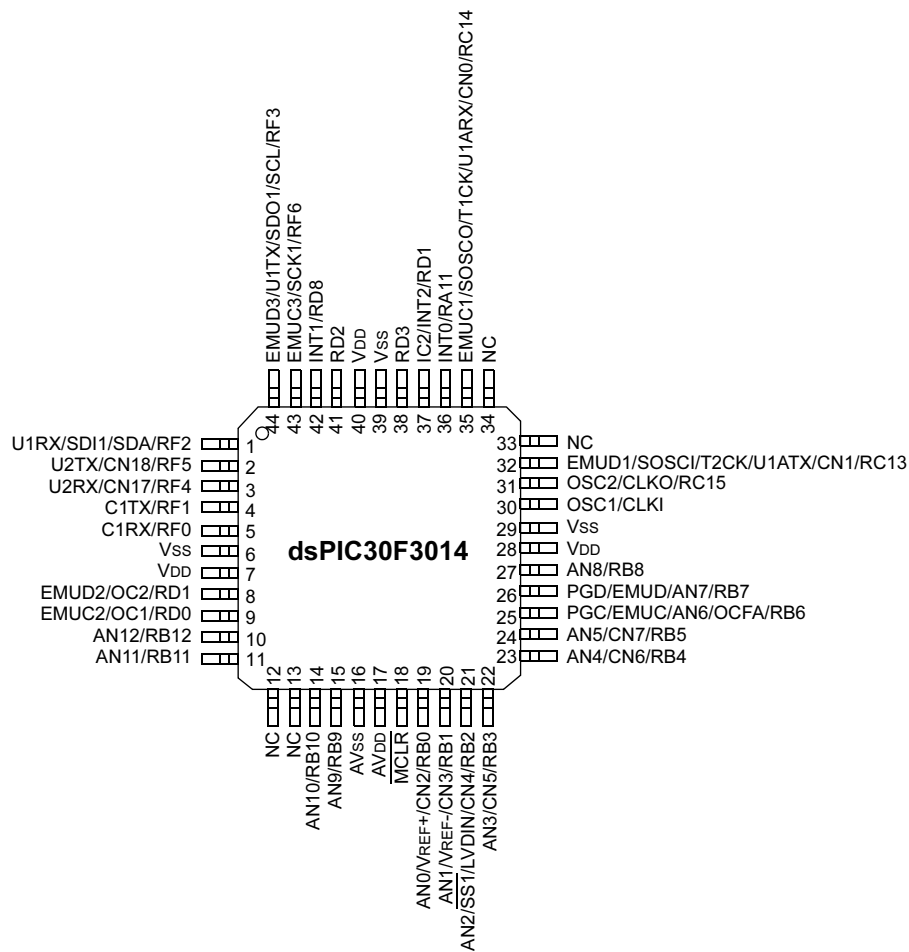 EMUD3/U1TX/SDO1/SCL/RF3
EMUC3/SCK1/RF6
INT1/RD8
RD2
VDD
VSS
RD3
IC2/INT2/RD1
INT0/RA11
EMUC1/SOSCO/T1CK/U1ARX/CN0/RC14
NC
44
43
42
41
40
39
38
37
36
35
34
U1RX/SDI1/SDA/RF2 1
U2TX/CN18/RF5 2
U2RX/CN17/RF4 3
C1TX/RF1 4
C1RX/RF0 5
VSS 6
VDD 7
EMUD2/OC2/RD1 8
EMUC2/OC1/RD0 9
AN12/RB12 10
AN11/RB11 11
dsPIC30F3014
33 NC
32 EMUD1/SOSCI/T2CK/U1ATX/CN1/RC13
31 OSC2/CLKO/RC15
30 OSC1/CLKI
29 VSS
28 VDD
27 AN8/RB8
26 PGD/EMUD/AN7/RB7
25 PGC/EMUC/AN6/OCFA/RB6
24 AN5/CN7/RB5
23 AN4/CN6/RB4
12
13
14
15
16
17
18
19
20
21
22
NC
NC
AN10/RB10
AN9/RB9
AVSS
AVDD
MCLR
AN0/VREF+/CN2/RB0
AN1/VREF-/CN3/RB1
AN2/SS1/LVDIN/CN4/RB2
AN3/CN5/RB3